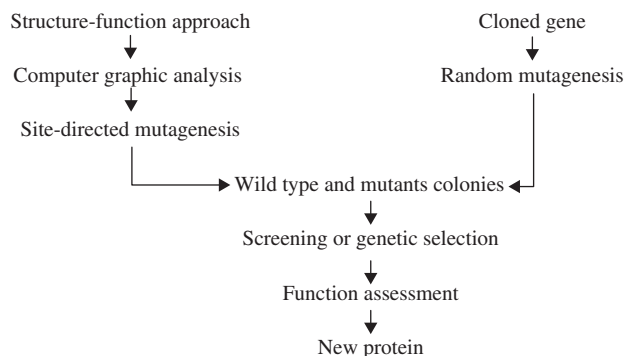 Structure-function approach
Cloned gene
Computer graphic analysis
Random mutagenesis
Site-directed mutagenesis
Wild type and mutants colonies
Screening or genetic selection
Function assessment
New protein